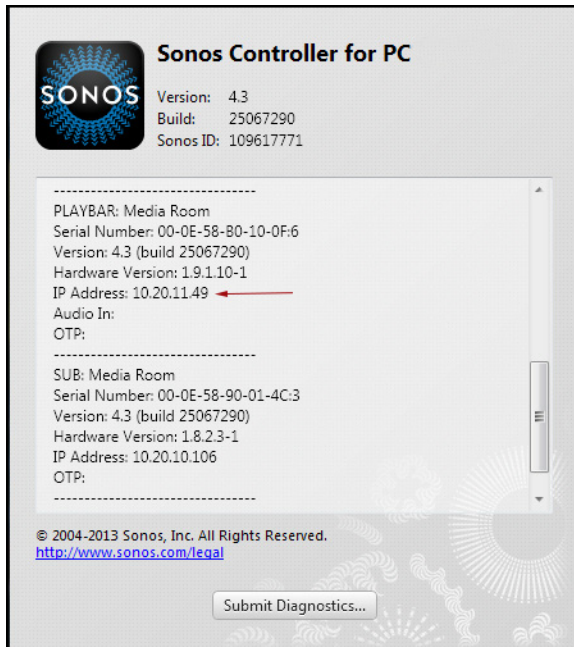 Sonos Controller for PC
SONOS
Version: 4.3
Build: 25067290
Sonos ID: 109617771
---------------------------------
PLAYBAR: Media Room
Serial Number: 00-0E-58-B0-10-0F:6
Version: 4.3 (build 25067290)
Hardware Version: 1.9.1.10-1
IP Address: 10.20.11.49
Audio In:
OTP:
---------------------------------
SUB: Media Room
Serial Number: 00-0E-58-90-01-4C:3
Version: 4.3 (build 25067290)
Hardware Version: 1.8.2.3-1
IP Address: 10.20.10.106
OTP:
---------------------------------
© 2004-2013 Sonos, Inc. All Rights Reserved.
http://www.sonos.com/legal
Submit Diagnostics...